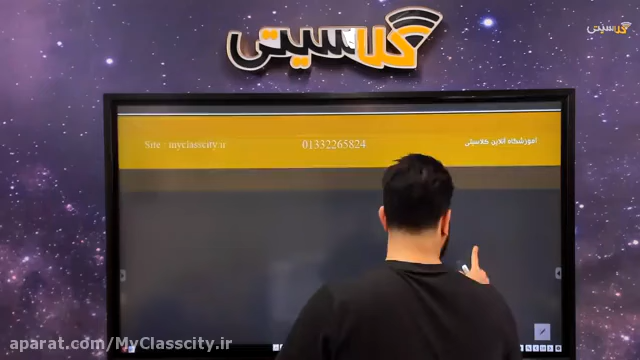 کلاسیتی
کلاسیتی
Site : myclasscity.ir
01332265824
آموزشگاه آنلاین کلاسیتی
aparat.com/MyClasscity.ir